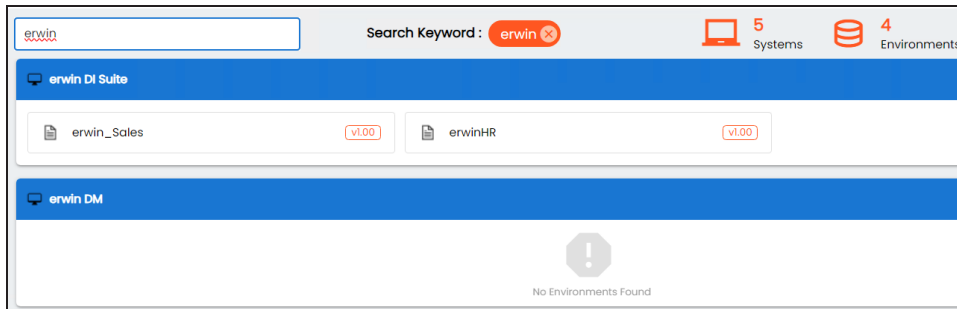 erwin Search Keyword : erwin 5 Systems 4 Environments
erwin DI Suite
erwin_Sales v1.00 erwinHR v1.00
erwin DM
No Environments Found